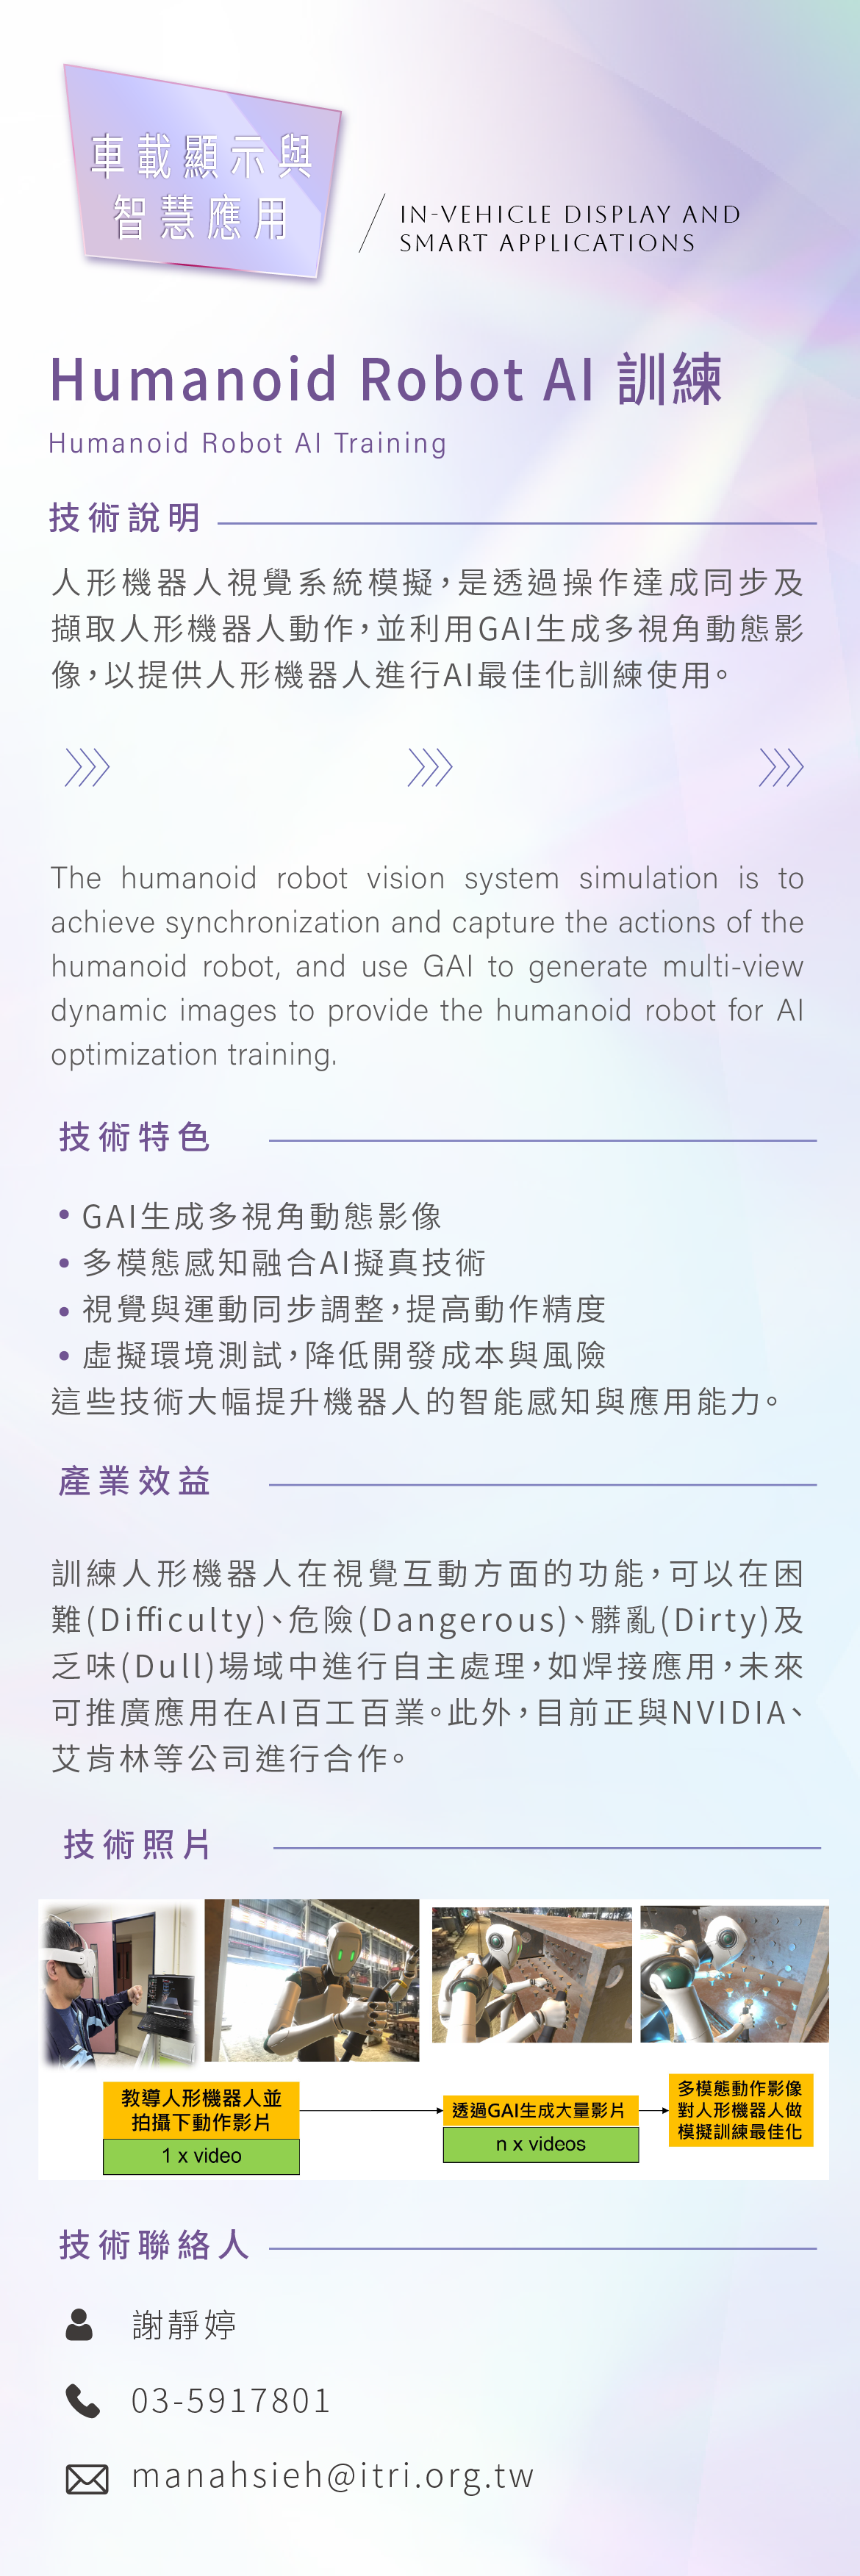 車載顯示與
智慧應用
IN-VEHICLE DISPLAY AND
SMART APPLICATIONS
Humanoid Robot AI 訓練
Humanoid Robot AI Training
技術說明
人形機器人視覺系統模擬，是透過操作達成同步及
擷取人形機器人動作，並利用GAI生成多視角動態影
像，以提供人形機器人進行AI最佳化訓練使用。
The humanoid robot vision system simulation is to
achieve synchronization and capture the actions of the
humanoid robot, and use GAI to generate multi-view
dynamic images to provide the humanoid robot for AI
optimization training.
技術特色
• GAI生成多視角動態影像
• 多模態感知融合AI擬真技術
• 視覺與運動同步調整，提高動作精度
• 虛擬環境測試，降低開發成本與風險
這些技術大幅提升機器人的智能感知與應用能力。
產業效益
訓練人形機器人在視覺互動方面的功能，可以在困
難(Difficulty)、危險(Dangerous)、髒亂(Dirty)及
乏味(Dull)場域中進行自主處理，如焊接應用，未來
可推廣應用在AI百工百業。此外，目前正與NVIDIA、
艾肯林等公司進行合作。
技術照片
教導人形機器人並
拍攝下動作影片
1 x video
透過GAI生成大量影片
n x videos
多模態動作影像
對人形機器人做
模擬訓練最佳化
技術聯絡人
謝靜婷
03-5917801
manahsieh@itri.org.tw